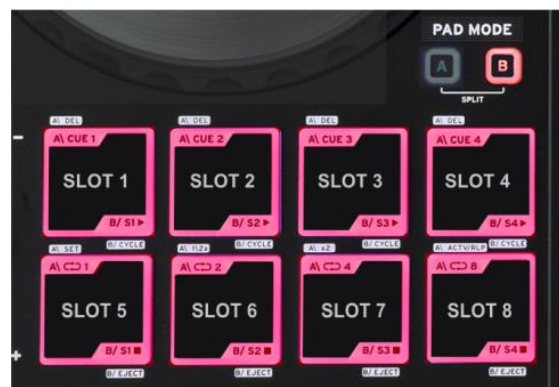 PAD MODE
A B
SPLIT
A\ DEL A\ DEL A\ DEL A\ DEL
A\ CUE 1 A\ CUE 2 A\ CUE 3 A\ CUE 4
-
SLOT 1 SLOT 2 SLOT 3 SLOT 4
B/ S1 ▶ B/ S2 ▶ B/ S3 ▶ B/ S4 ▶
B/ CYCLE B/ CYCLE B/ CYCLE B/ CYCLE
A\ SET A\ 1\2x A\ x2 A\ ACTV/RLP
A\ 1 A\ 2 A\ 4 A\ 8
SLOT 5 SLOT 6 SLOT 7 SLOT 8
B/ S1 ■ B/ S2 ■ B/ S3 ■ B/ S4 ■
+
B/ EJECT B/ EJECT B/ EJECT B/ EJECT